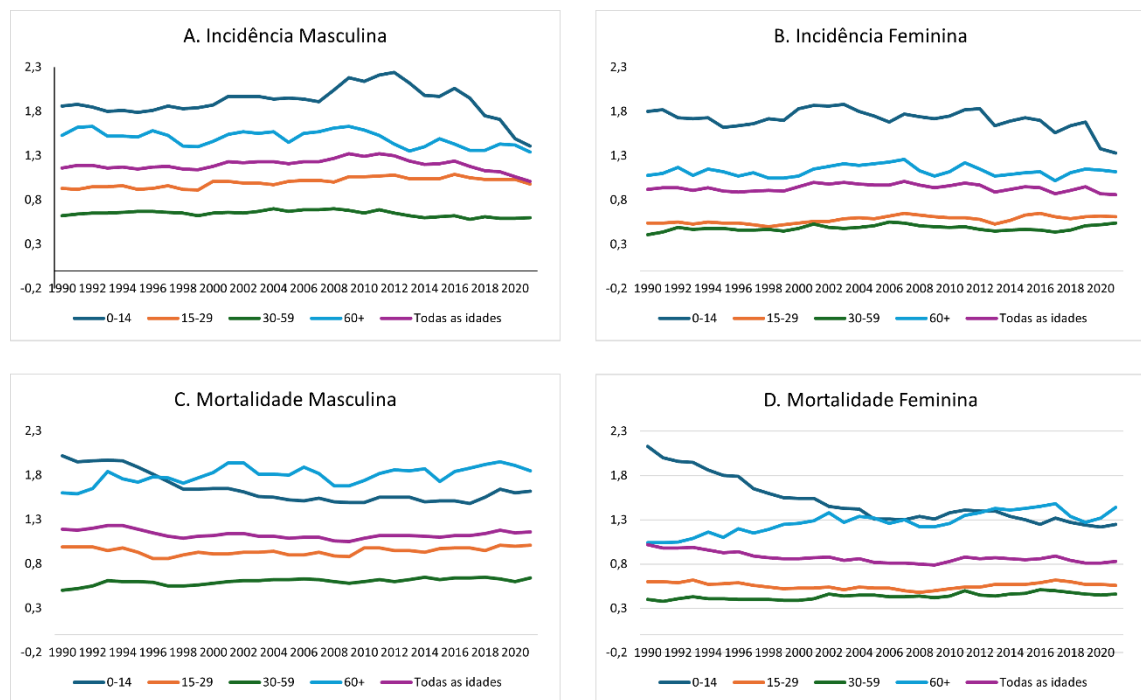 A. Incidência Masculina
2,3
1,8
1,3
0,8
0,3
-0,2
1990 1992 1994 1996 1998 2000 2002 2004 2006 2008 2010 2012 2014 2016 2018 2020
0-14 15-29 30-59 60+ Todas as idades
B. Incidência Feminina
2,3
1,8
1,3
0,8
0,3
-0,2
1990 1992 1994 1996 1998 2000 2002 2004 2006 2008 2010 2012 2014 2016 2018 2020
0-14 15-29 30-59 60+ Todas as idades
C. Mortalidade Masculina
2,3
1,8
1,3
0,8
0,3
-0,2
1990 1992 1994 1996 1998 2000 2002 2004 2006 2008 2010 2012 2014 2016 2018 2020
0-14 15-29 30-59 60+ Todas as idades
D. Mortalidade Feminina
2,3
1,8
1,3
0,8
0,3
-0,2
1990 1992 1994 1996 1998 2000 2002 2004 2006 2008 2010 2012 2014 2016 2018 2020
0-14 15-29 30-59 60+ Todas as idades